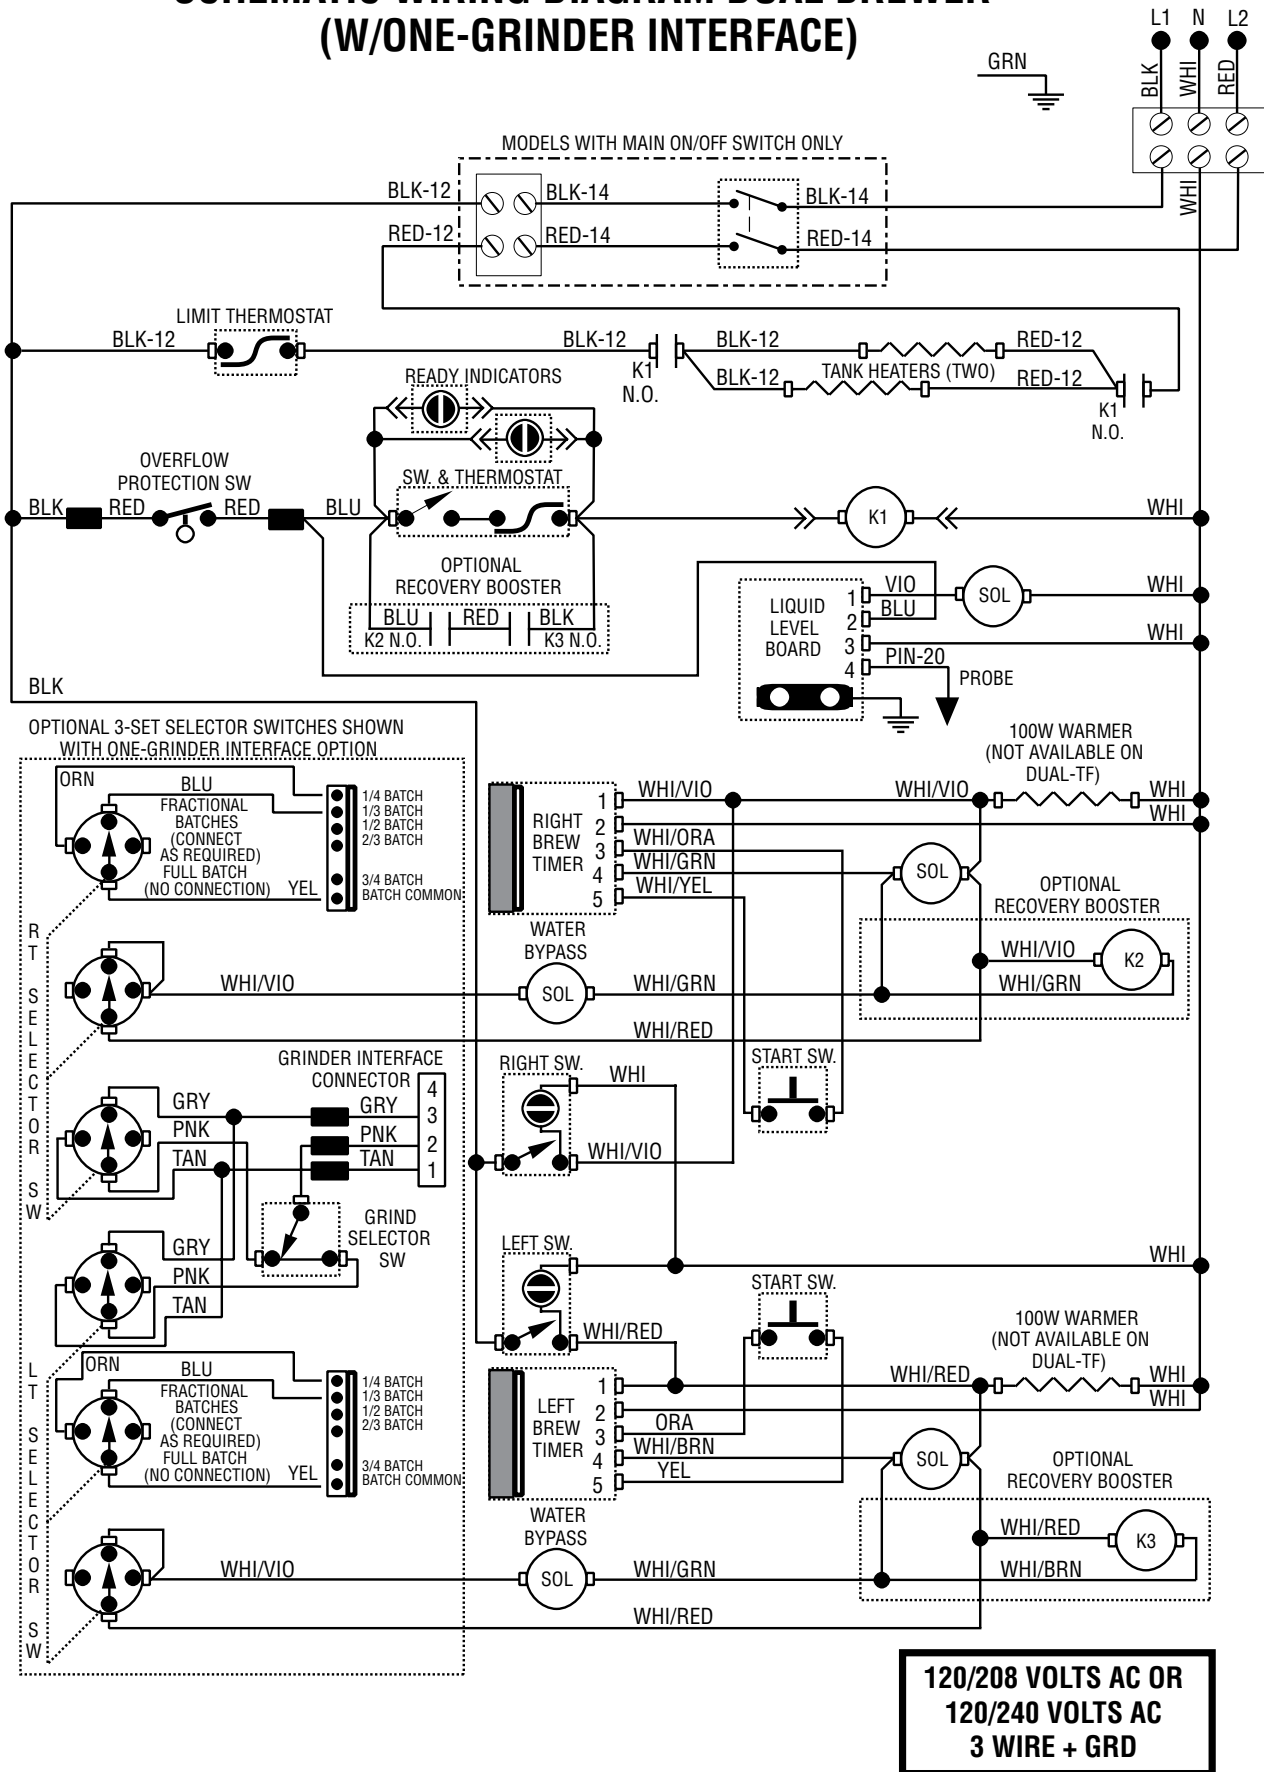 SCHEMATIC WIRING DIAGRAM DUAL BREWER
(W/ONE-GRINDER INTERFACE)
L1 N L2
GRN
BLK
WHI
RED
MODELS WITH MAIN ON/OFF SWITCH ONLY
BLK-12
BLK-14
BLK-14
WHI
RED-12
RED-14
RED-14
LIMIT THERMOSTAT
BLK-12
BLK-12
K1
N.O.
BLK-12
RED-12
TANK HEATERS (TWO)
BLK-12
RED-12
K1
N.O.
READY INDICATORS
OVERFLOW
PROTECTION SW
SW. & THERMOSTAT
BLK
RED
RED
BLU
K1
WHI
OPTIONAL
RECOVERY BOOSTER
BLU
RED
BLK
K2 N.O.
K3 N.O.
LIQUID
LEVEL
BOARD
1
2
3
4
VIO
BLU
SOL
WHI
WHI
PIN-20
PROBE
BLK
OPTIONAL 3-SET SELECTOR SWITCHES SHOWN
WITH ONE-GRINDER INTERFACE OPTION
ORN
BLU
FRACTIONAL
BATCHES
(CONNECT
AS REQUIRED)
FULL BATCH
(NO CONNECTION)
YEL
1/4 BATCH
1/3 BATCH
1/2 BATCH
2/3 BATCH
3/4 BATCH
BATCH COMMON
RT SELECTOR SW
RIGHT
BREW
TIMER
1
2
3
4
5
WHI/VIO
WHI/VIO
WHI/ORA
WHI/GRN
WHI/YEL
100W WARMER
(NOT AVAILABLE ON
DUAL-TF)
WHI
WHI
SOL
OPTIONAL
RECOVERY BOOSTER
WHI/VIO
K2
WHI/GRN
WATER
BYPASS
WHI/VIO
SOL
WHI/GRN
WHI/RED
GRINDER INTERFACE
CONNECTOR
4
3
2
1
GRY
GRY
PNK
PNK
TAN
TAN
RIGHT SW.
WHI
WHI/VIO
START SW.
GRIND
SELECTOR
SW
GRY
PNK
TAN
LEFT SW.
WHI
WHI/RED
START SW.
LT SELECTOR SW
ORN
BLU
FRACTIONAL
BATCHES
(CONNECT
AS REQUIRED)
FULL BATCH
(NO CONNECTION)
YEL
1/4 BATCH
1/3 BATCH
1/2 BATCH
2/3 BATCH
3/4 BATCH
BATCH COMMON
LEFT
BREW
TIMER
1
2
3
4
5
ORA
WHI/BRN
YEL
WHI/RED
100W WARMER
(NOT AVAILABLE ON
DUAL-TF)
WHI
WHI
SOL
OPTIONAL
RECOVERY BOOSTER
WHI/RED
K3
WHI/BRN
WATER
BYPASS
WHI/VIO
SOL
WHI/GRN
WHI/RED
120/208 VOLTS AC OR
120/240 VOLTS AC
3 WIRE + GRD